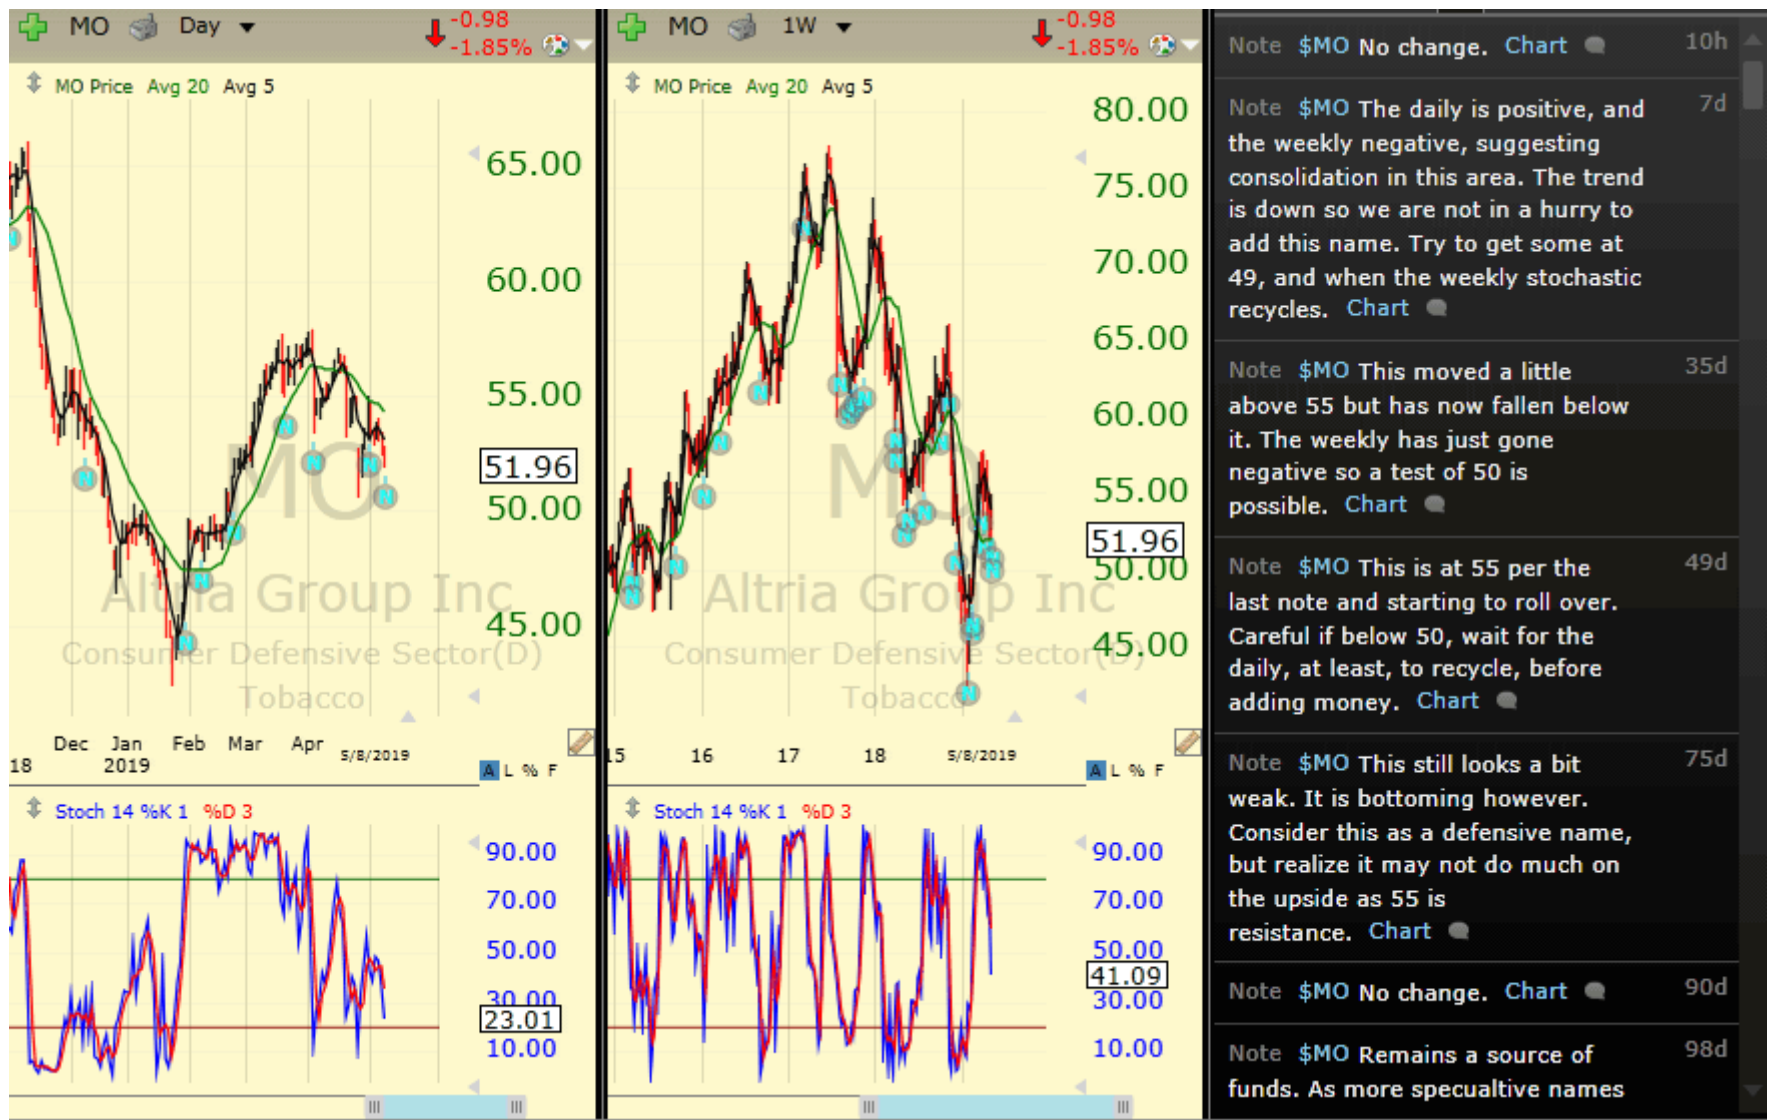 MO Day
-0.98
-1.85%
MO Price Avg 20 Avg 5
65.00
60.00
55.00
51.96
50.00
45.00
MO
Altria Group Inc
Consumer Defensive Sector(D)
Tobacco
Dec Jan Feb Mar Apr 5/8/2019
18 2019
A L % F
Stoch 14 %K 1 %D 3
90.00
70.00
50.00
30.00
23.01
10.00
MO 1W
-0.98
-1.85%
MO Price Avg 20 Avg 5
80.00
75.00
70.00
65.00
60.00
55.00
51.96
50.00
45.00
MO
Altria Group Inc
Consumer Defensive Sector(D)
Tobacco
15 16 17 18 5/8/2019
A L % F
Stoch 14 %K 1 %D 3
90.00
70.00
50.00
41.09
30.00
10.00
Note $MO No change. Chart 10h
Note $MO The daily is positive, and 7d
the weekly negative, suggesting
consolidation in this area. The trend
is down so we are not in a hurry to
add this name. Try to get some at
49, and when the weekly stochastic
recycles. Chart
Note $MO This moved a little 35d
above 55 but has now fallen below
it. The weekly has just gone
negative so a test of 50 is
possible. Chart
Note $MO This is at 55 per the 49d
last note and starting to roll over.
Careful if below 50, wait for the
daily, at least, to recycle, before
adding money. Chart
Note $MO This still looks a bit 75d
weak. It is bottoming however.
Consider this as a defensive name,
but realize it may not do much on
the upside as 55 is
resistance. Chart
Note $MO No change. Chart 90d
Note $MO Remains a source of 98d
funds. As more specualtive names